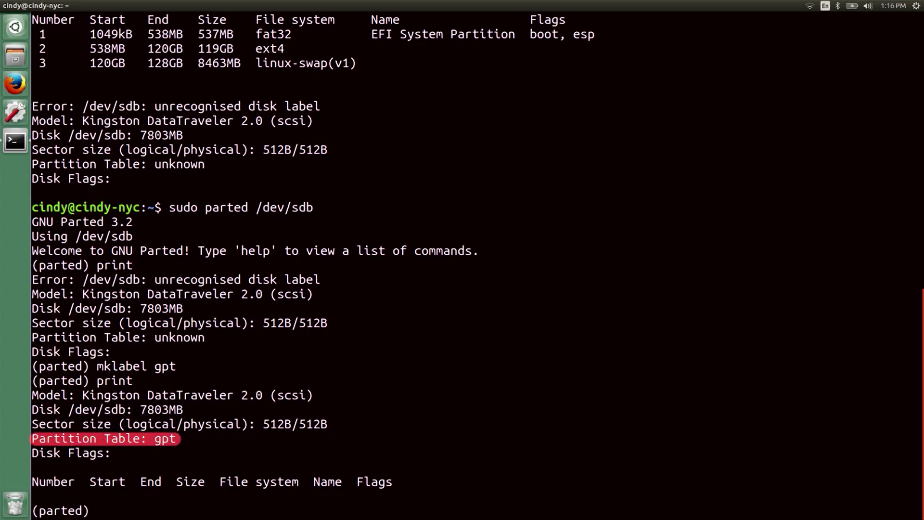 cindy@cindy-nyc: ~
En
1:16 PM
Number  Start   End    Size    File system     Name                  Flags
1      1049kB  538MB  537MB   fat32           EFI System Partition  boot, esp
2      538MB   120GB  119GB   ext4
3      120GB   128GB  8463MB  linux-swap(v1)
Error: /dev/sdb: unrecognised disk label
Model: Kingston DataTraveler 2.0 (scsi)
Disk /dev/sdb: 7803MB
Sector size (logical/physical): 512B/512B
Partition Table: unknown
Disk Flags:
cindy@cindy-nyc:~$ sudo parted /dev/sdb
GNU Parted 3.2
Using /dev/sdb
Welcome to GNU Parted! Type 'help' to view a list of commands.
(parted) print
Error: /dev/sdb: unrecognised disk label
Model: Kingston DataTraveler 2.0 (scsi)
Disk /dev/sdb: 7803MB
Sector size (logical/physical): 512B/512B
Partition Table: unknown
Disk Flags:
(parted) mklabel gpt
(parted) print
Model: Kingston DataTraveler 2.0 (scsi)
Disk /dev/sdb: 7803MB
Sector size (logical/physical): 512B/512B
Partition Table: gpt
Disk Flags:
Number  Start  End  Size  File system  Name  Flags
(parted)